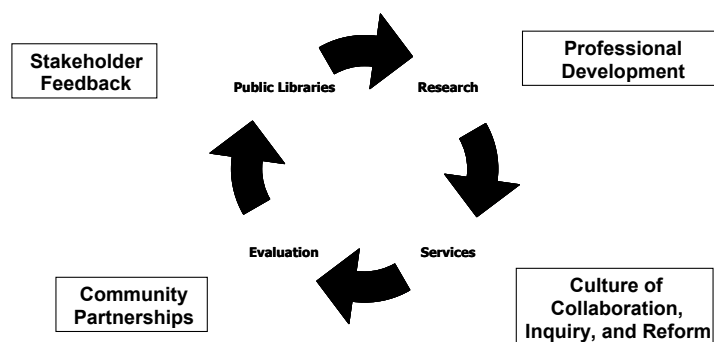 Stakeholder
Feedback
Professional
Development
Public Libraries
Research
Evaluation
Services
Community
Partnerships
Culture of
Collaboration,
Inquiry, and Reform